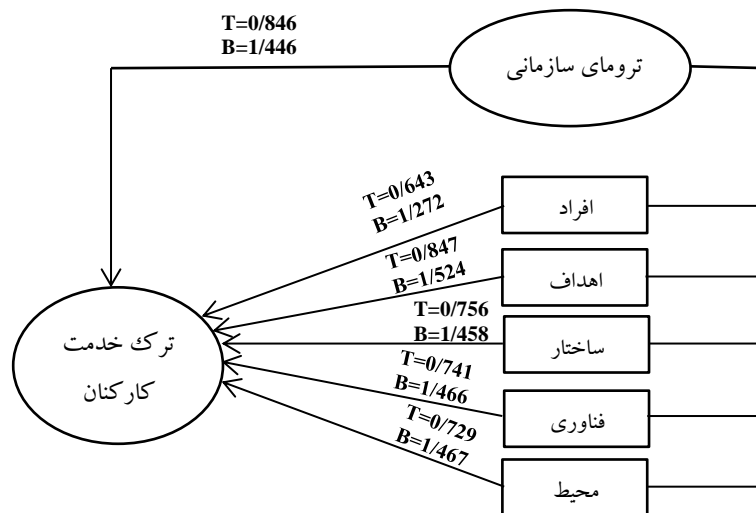 T=0/846
B=1/446
ترومای سازمانی
T=0/643
B=1/272
افراد
T=0/847
B=1/524
اهداف
T=0/756
B=1/458
ساختار
ترک خدمت
کارکنان
T=0/741
B=1/466
فناوری
T=0/729
B=1/467
محیط